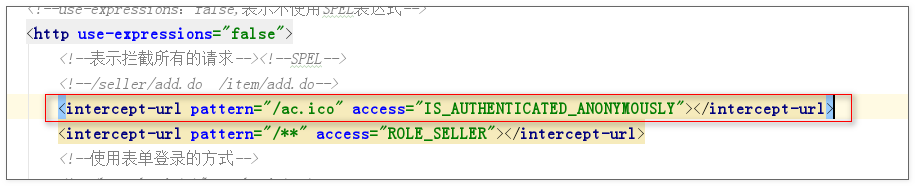 <!--use-expressions：false,表示不使用SPEL表达式-->
<http use-expressions="false">
<!--表示拦截所有的请求--><!--SPEL-->
<!--/seller/add.do /item/add.do-->
<intercept-url pattern="/ac.ico" access="IS_AUTHENTICATED_ANONYMOUSLY"></intercept-url>
<intercept-url pattern="/**" access="ROLE_SELLER"></intercept-url>
<!--使用表单登录的方式-->